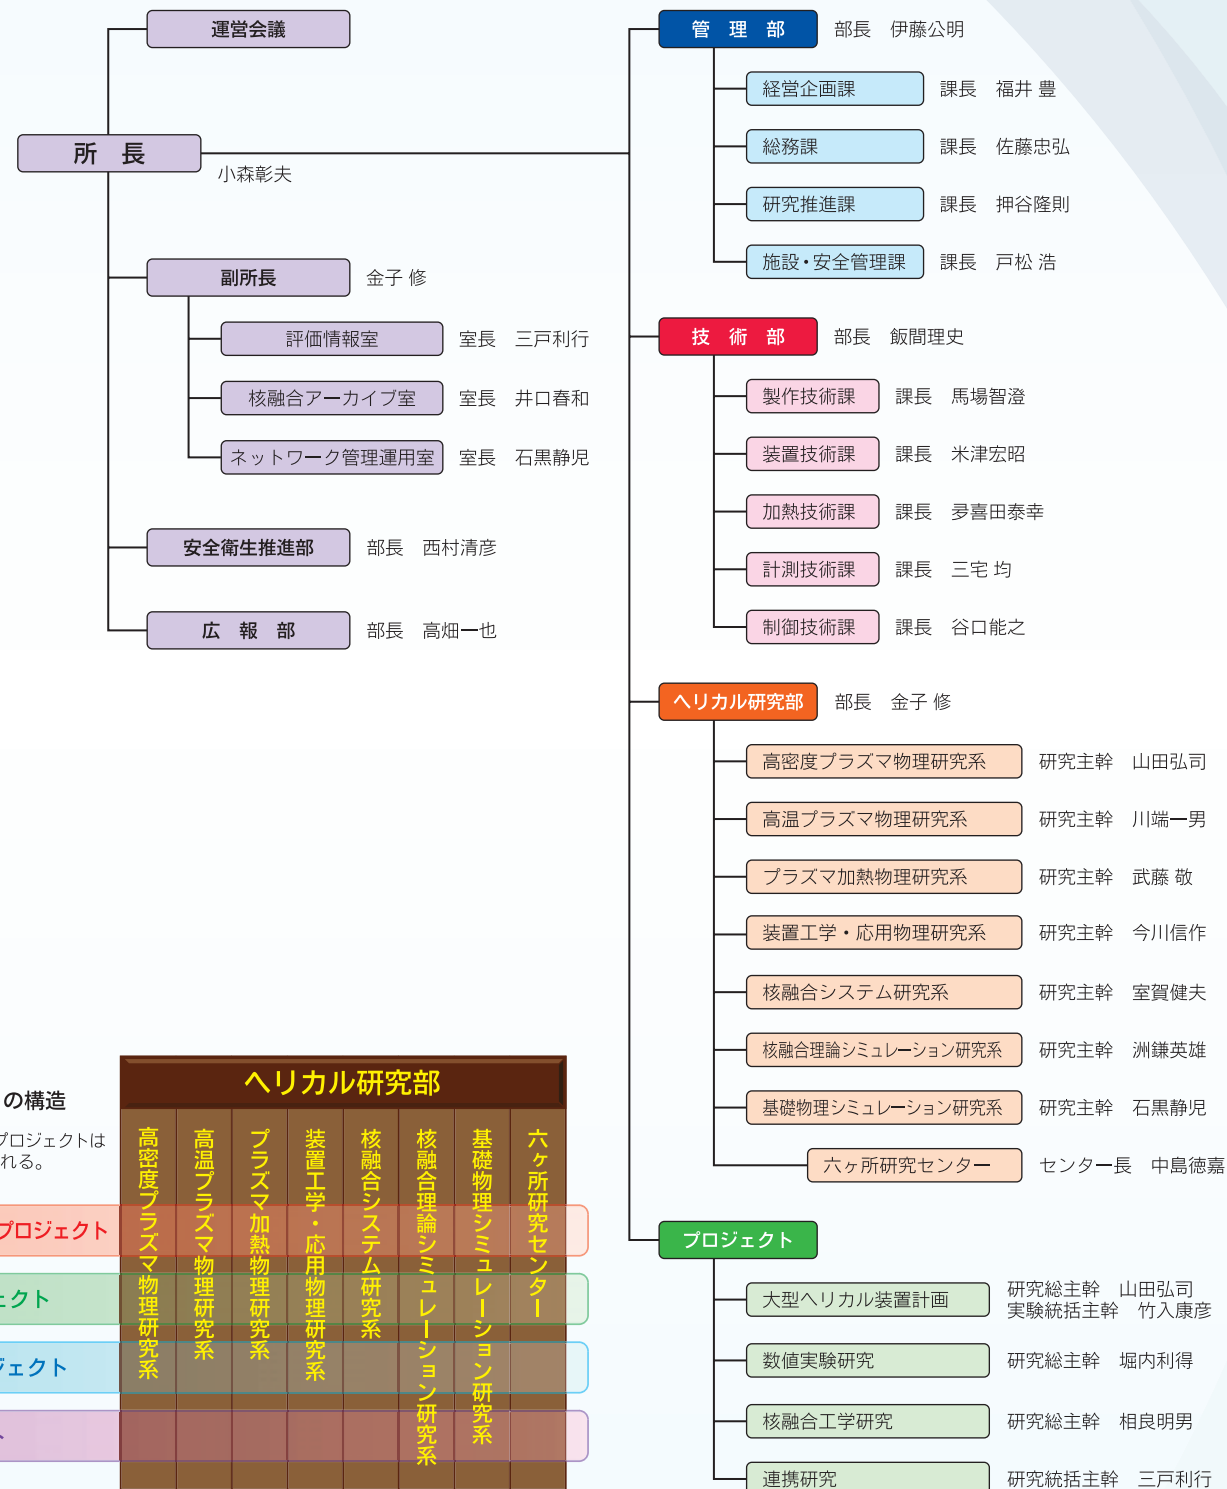 運営会議
所 長
小森彰夫
副所長 金子 修
評価情報室 室長 三戸利行
核融合アーカイブ室 室長 井口春和
ネットワーク管理運用室 室長 石黒静児
安全衛生推進部 部長 西村清彦
広 報 部 部長 高畑一也
管 理 部 部長 伊藤公明
経営企画課 課長 福井 豊
総務課 課長 佐藤忠弘
研究推進課 課長 押谷隆則
施設・安全管理課 課長 戸松 浩
技 術 部 部長 飯間理史
製作技術課 課長 馬場智澄
装置技術課 課長 米津宏昭
加熱技術課 課長 夛喜田泰幸
計測技術課 課長 三宅 均
制御技術課 課長 谷口能之
ヘリカル研究部 部長 金子 修
高密度プラズマ物理研究系 研究主幹 山田弘司
高温プラズマ物理研究系 研究主幹 川端一男
プラズマ加熱物理研究系 研究主幹 武藤 敬
装置工学・応用物理研究系 研究主幹 今川信作
核融合システム研究系 研究主幹 室賀健夫
核融合理論シミュレーション研究系 研究主幹 洲鎌英雄
基礎物理シミュレーション研究系 研究主幹 石黒静児
六ヶ所研究センター センター長 中島徳嘉
プロジェクト
大型ヘリカル装置計画 研究総主幹 山田弘司
実験統括主幹 竹入康彦
数値実験研究 研究総主幹 堀内利得
核融合工学研究 研究総主幹 相良明男
連携研究 研究統括主幹 三戸利行
の構造
プロジェクトは
れる。
ヘリカル研究部
高密度プラズマ物理研究系
高温プラズマ物理研究系
プラズマ加熱物理研究系
装置工学・応用物理研究系
核融合システム研究系
核融合理論シミュレーション研究系
基礎物理シミュレーション研究系
六ヶ所研究センター
プロジェクト
ェクト
ジェクト
ト